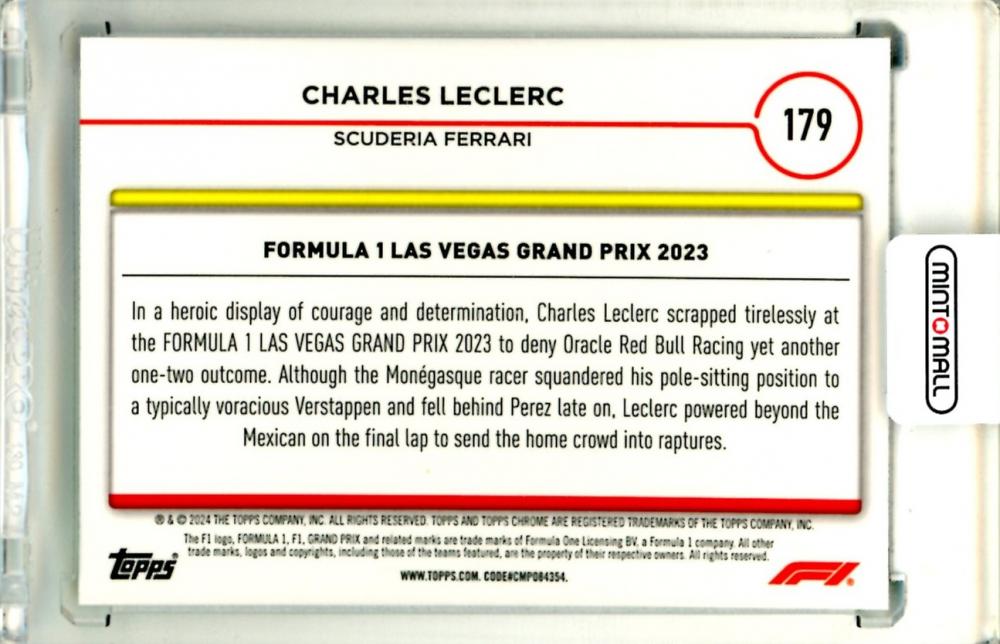 CHARLES LECLERC
179
SCUDERIA FERRARI
FORMULA 1 LAS VEGAS GRAND PRIX 2023
In a heroic display of courage and determination, Charles Leclerc scrapped tirelessly at
the FORMULA 1 LAS VEGAS GRAND PRIX 2023 to deny Oracle Red Bull Racing yet another
one-two outcome. Although the Monégasque racer squandered his pole-sitting position to
a typically voracious Verstappen and fell behind Perez late on, Leclerc powered beyond the
Mexican on the final lap to send the home crowd into raptures.
® & © 2024 THE TOPPS COMPANY, INC. ALL RIGHTS RESERVED. TOPPS AND TOPPS CHROME ARE REGISTERED TRADEMARKS OF THE TOPPS COMPANY, INC.
The F1 logo, FORMULA 1, F1, GRAND PRIX and related marks are trade marks of Formula One Licensing BV, a Formula 1 company. All other
trade marks, logos and copyrights, including those of the teams featured, are the property of their respective owners. All rights reserved.
topps®
WWW.TOPPS.COM. CODE#CMP084354.
F1®
MINTOMALL